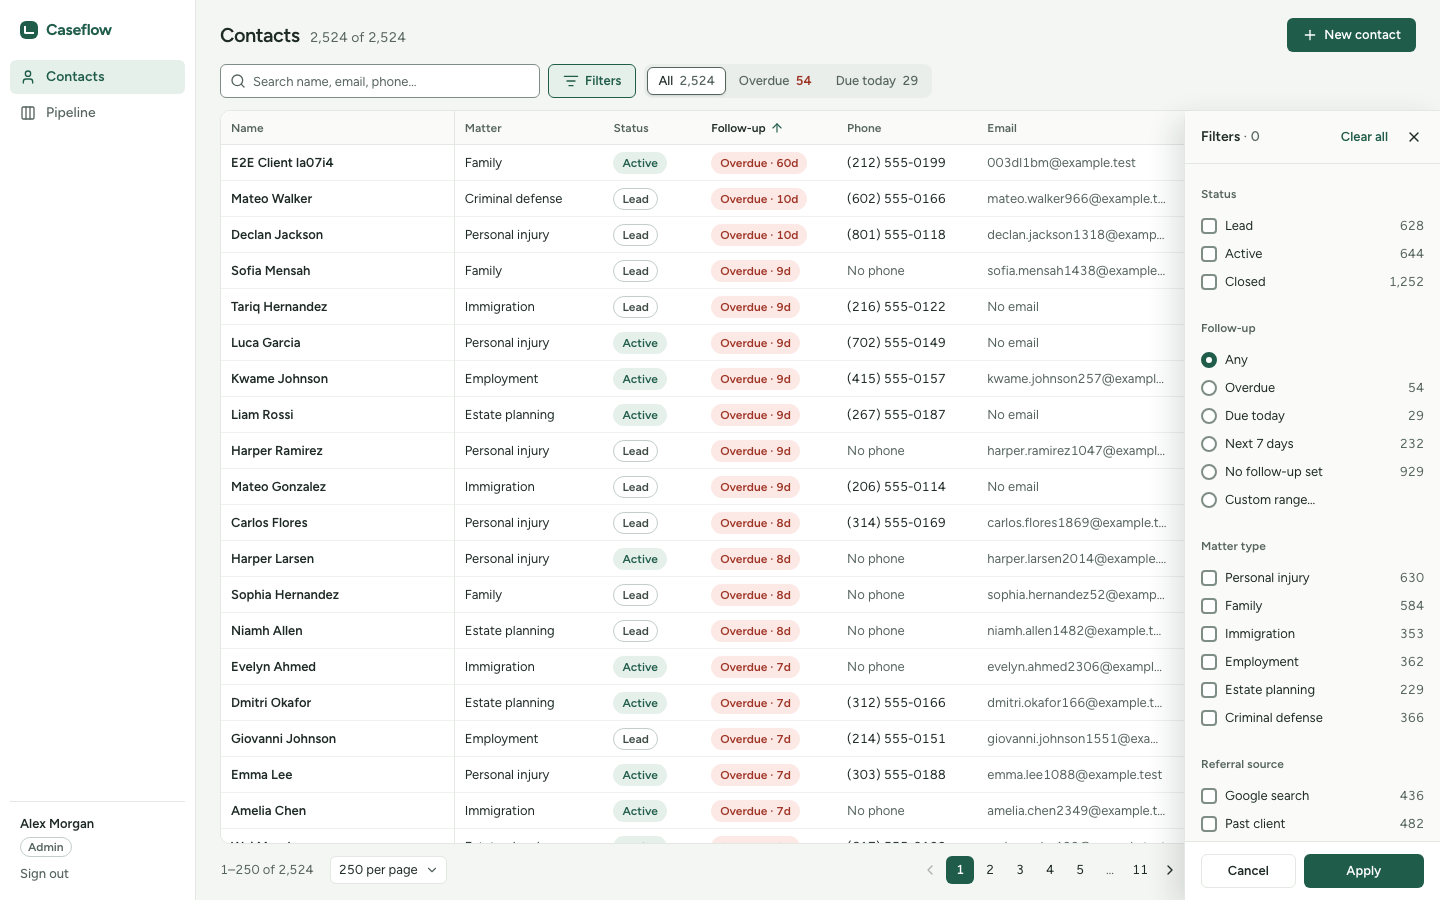 Caseflow
Contacts
Pipeline
Alex Morgan
Admin
Sign out
Contacts 2,524 of 2,524
New contact
Search name, email, phone...
Filters
All 2,524
Overdue 54
Due today 29
Name Matter Status Follow-up Phone Email
E2E Client la07i4 Family Active Overdue · 60d (212) 555-0199 003dl1bm@example.test
Mateo Walker Criminal defense Lead Overdue · 10d (602) 555-0166 mateo.walker966@example.t...
Declan Jackson Personal injury Lead Overdue · 10d (801) 555-0118 declan.jackson1318@examp...
Sofia Mensah Family Lead Overdue · 9d No phone sofia.mensah1438@example...
Tariq Hernandez Immigration Lead Overdue · 9d (216) 555-0122 No email
Luca Garcia Personal injury Active Overdue · 9d (702) 555-0149 No email
Kwame Johnson Employment Active Overdue · 9d (415) 555-0157 kwame.johnson257@exampl...
Liam Rossi Estate planning Active Overdue · 9d (267) 555-0187 No email
Harper Ramirez Personal injury Lead Overdue · 9d No phone harper.ramirez1047@exampl...
Mateo Gonzalez Immigration Lead Overdue · 9d (206) 555-0114 No email
Carlos Flores Personal injury Lead Overdue · 8d (314) 555-0169 carlos.flores1869@example.t...
Harper Larsen Personal injury Active Overdue · 8d No phone harper.larsen2014@example....
Sophia Hernandez Family Lead Overdue · 8d No phone sophia.hernandez52@examp...
Niamh Allen Estate planning Lead Overdue · 8d No phone niamh.allen1482@example.t...
Evelyn Ahmed Immigration Active Overdue · 7d No phone evelyn.ahmed2306@exampl...
Dmitri Okafor Estate planning Active Overdue · 7d (312) 555-0166 dmitri.okafor166@example.t...
Giovanni Johnson Employment Lead Overdue · 7d (214) 555-0151 giovanni.johnson1551@exa...
Emma Lee Personal injury Active Overdue · 7d (303) 555-0188 emma.lee1088@example.test
Amelia Chen Immigration Active Overdue · 7d No phone amelia.chen2349@example.t...
1–250 of 2,524
250 per page
1 2 3 4 5 ... 11
Filters · 0 Clear all
Status
Lead 628
Active 644
Closed 1,252
Follow-up
Any
Overdue 54
Due today 29
Next 7 days 232
No follow-up set 929
Custom range...
Matter type
Personal injury 630
Family 584
Immigration 353
Employment 362
Estate planning 229
Criminal defense 366
Referral source
Google search 436
Past client 482
Cancel
Apply